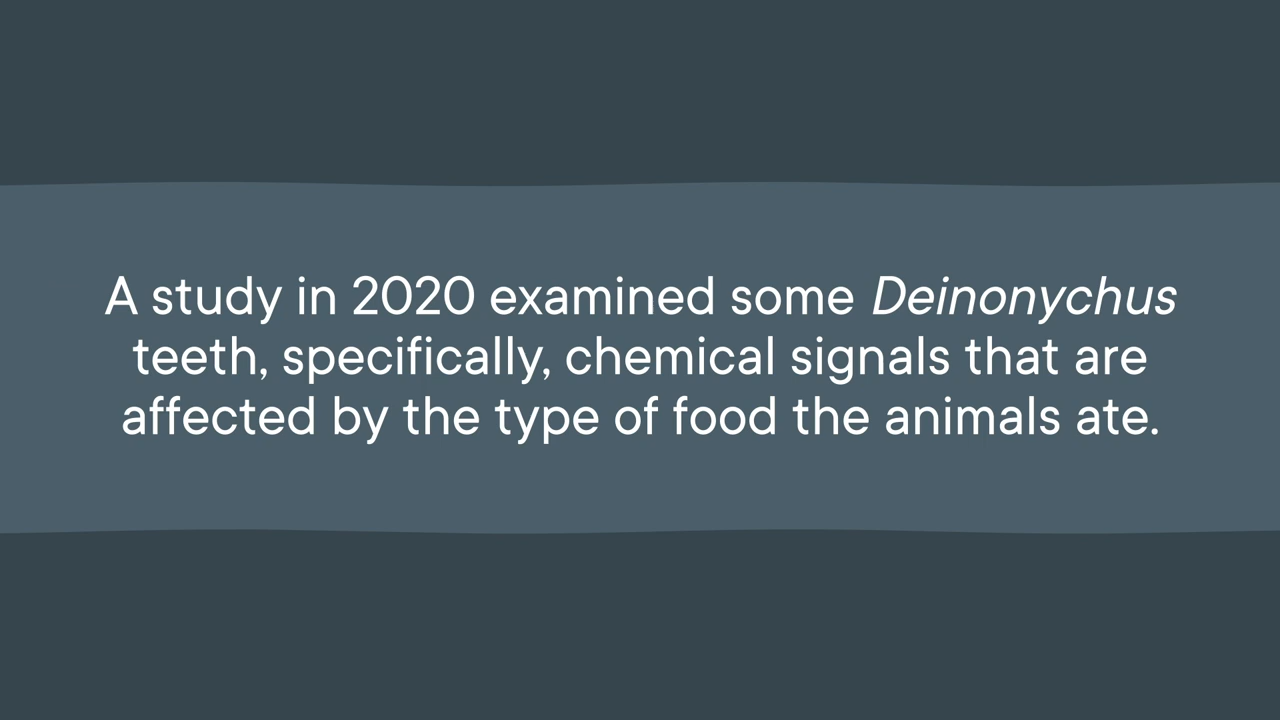 A study in 2020 examined some Deinonychus
teeth, specifically, chemical signals that are
affected by the type of food the animals ate.